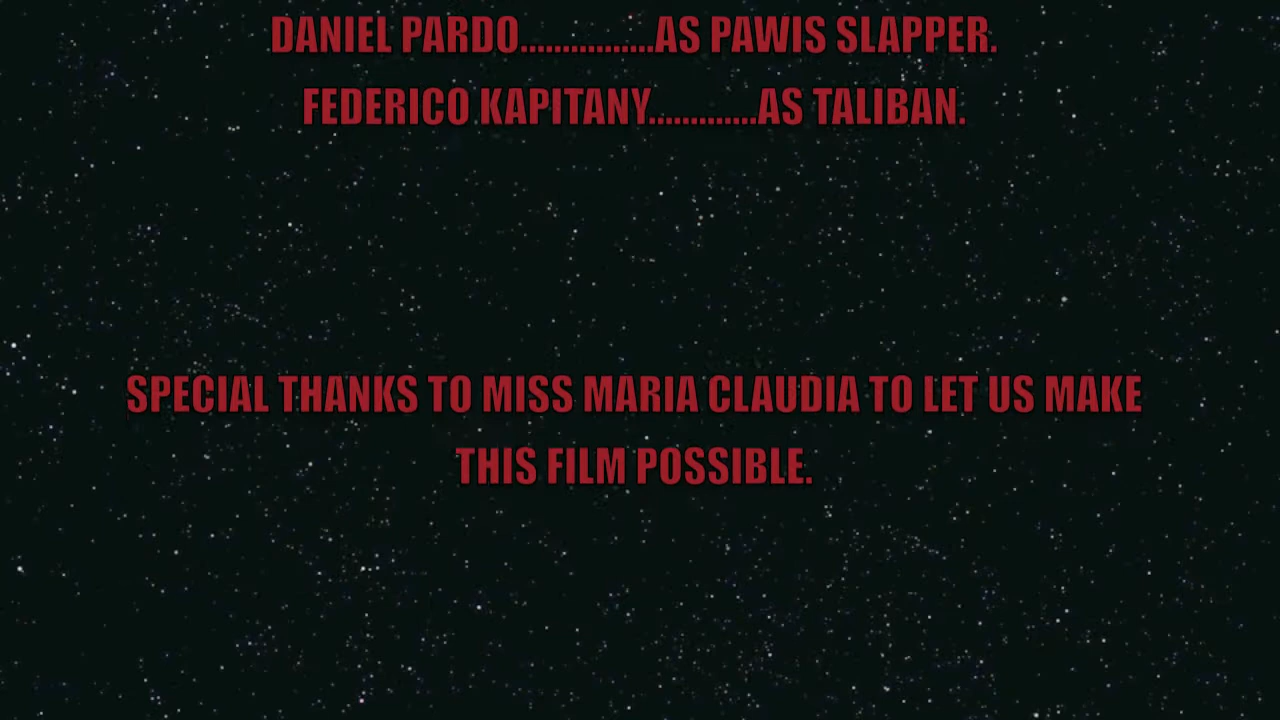 DANIEL PARDO................AS PAWIS SLAPPER.
FEDERICO KAPITANY.............AS TALIBAN.
SPECIAL THANKS TO MISS MARIA CLAUDIA TO LET US MAKE
THIS FILM POSSIBLE.